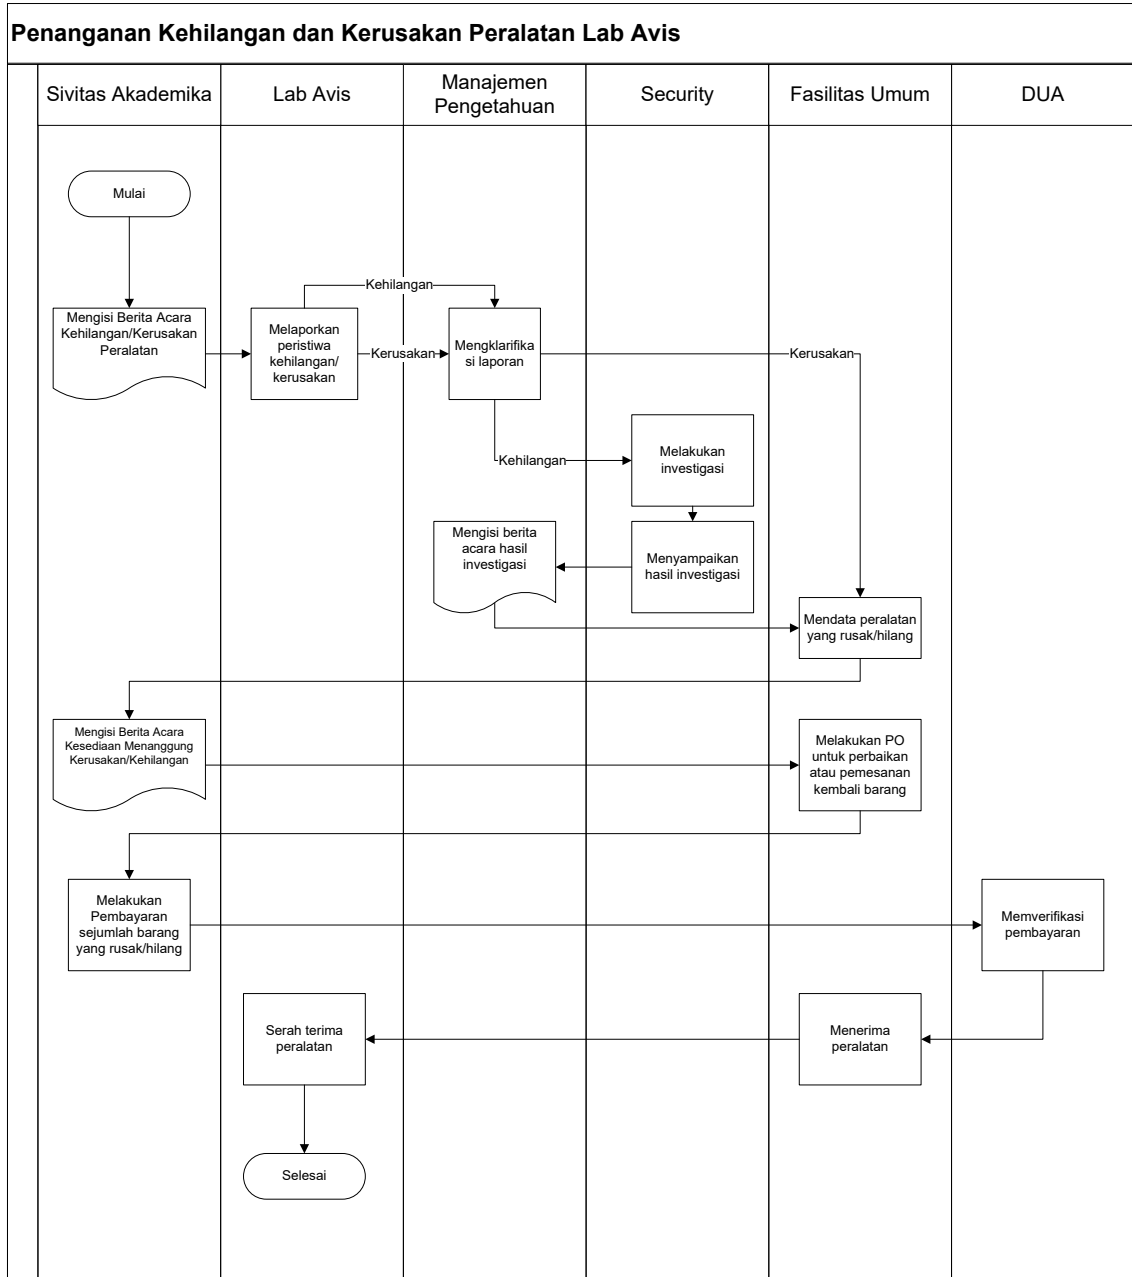 Penanganan Kehilangan dan Kerusakan Peralatan Lab Avis
Sivitas Akademika
Lab Avis
Manajemen
Pengetahuan
Security
Fasilitas Umum
DUA
Mulai
Kehilangan
Mengisi Berita Acara
Kehilangan/Kerusakan
Peralatan
Melaporkan
peristiwa
kehilangan/
kerusakan
Kerusakan
Mengklarifika
si laporan
Kerusakan
Kehilangan
Melakukan
investigasi
Mengisi berita
acara hasil
investigasi
Menyampaikan
hasil investigasi
Mendata peralatan
yang rusak/hilang
Mengisi Berita Acara
Kesediaan Menanggung
Kerusakan/Kehilangan
Melakukan PO
untuk perbaikan
atau pemesanan
kembali barang
Melakukan
Pembayaran
sejumlah barang
yang rusak/hilang
Memverifikasi
pembayaran
Serah terima
peralatan
Menerima
peralatan
Selesai